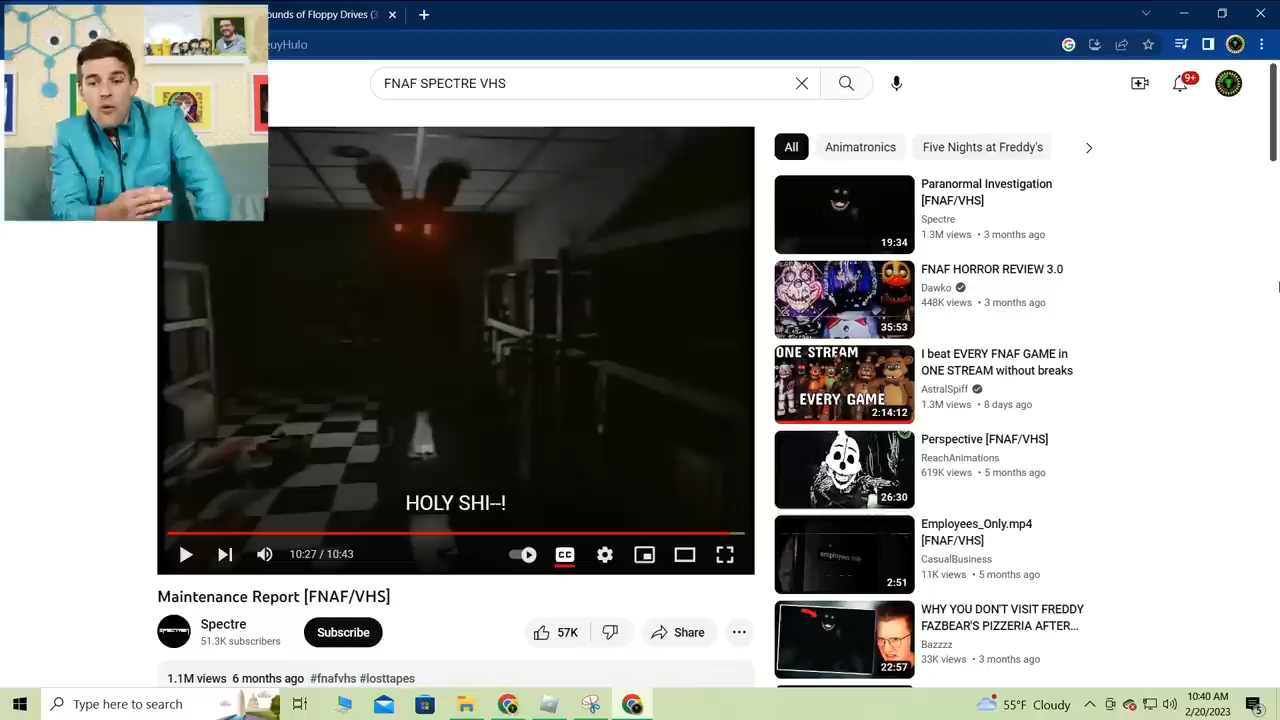 ounds of Floppy Drives (3
euyHulo
FNAF SPECTRE VHS
9+
All
Animatronics
Five Nights at Freddy's
Paranormal Investigation
[FNAF/VHS]
Spectre
1.3M views • 3 months ago
19:34
FNAF HORROR REVIEW 3.0
Dawko
448K views • 3 months ago
35:53
ONE STREAM
EVERY GAME
2:14:12
I beat EVERY FNAF GAME in
ONE STREAM without breaks
AstralSpiff
1.3M views • 8 days ago
Perspective [FNAF/VHS]
ReachAnimations
619K views • 5 months ago
26:30
HOLY SHI--!
Employees_Only.mp4
[FNAF/VHS]
CasualBusiness
11K views • 5 months ago
employees only
2:51
10:27 / 10:43
CC
Maintenance Report [FNAF/VHS]
Spectre
51.3K subscribers
Subscribe
57K
Share
WHY YOU DON'T VISIT FREDDY
FAZBEAR'S PIZZERIA AFTER...
Bazzzz
33K views • 3 months ago
22:57
1.1M views 6 months ago #fnafvhs #losttapes
Type here to search
55°F Cloudy
10:40 AM
2/20/2023
5